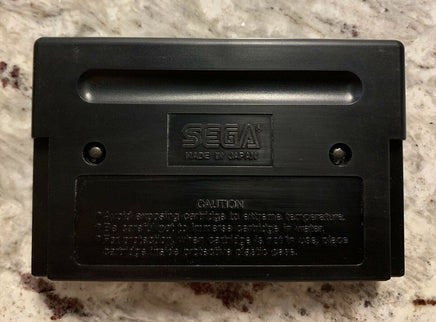 SEGA
MADE IN JAPAN
CAUTION
*Avoid exposing cartridge to extreme temperature.
*Be careful not to immerse cartridge in water.
*For protection, when cartridge is not in use, place
cartridge inside protective plastic case.